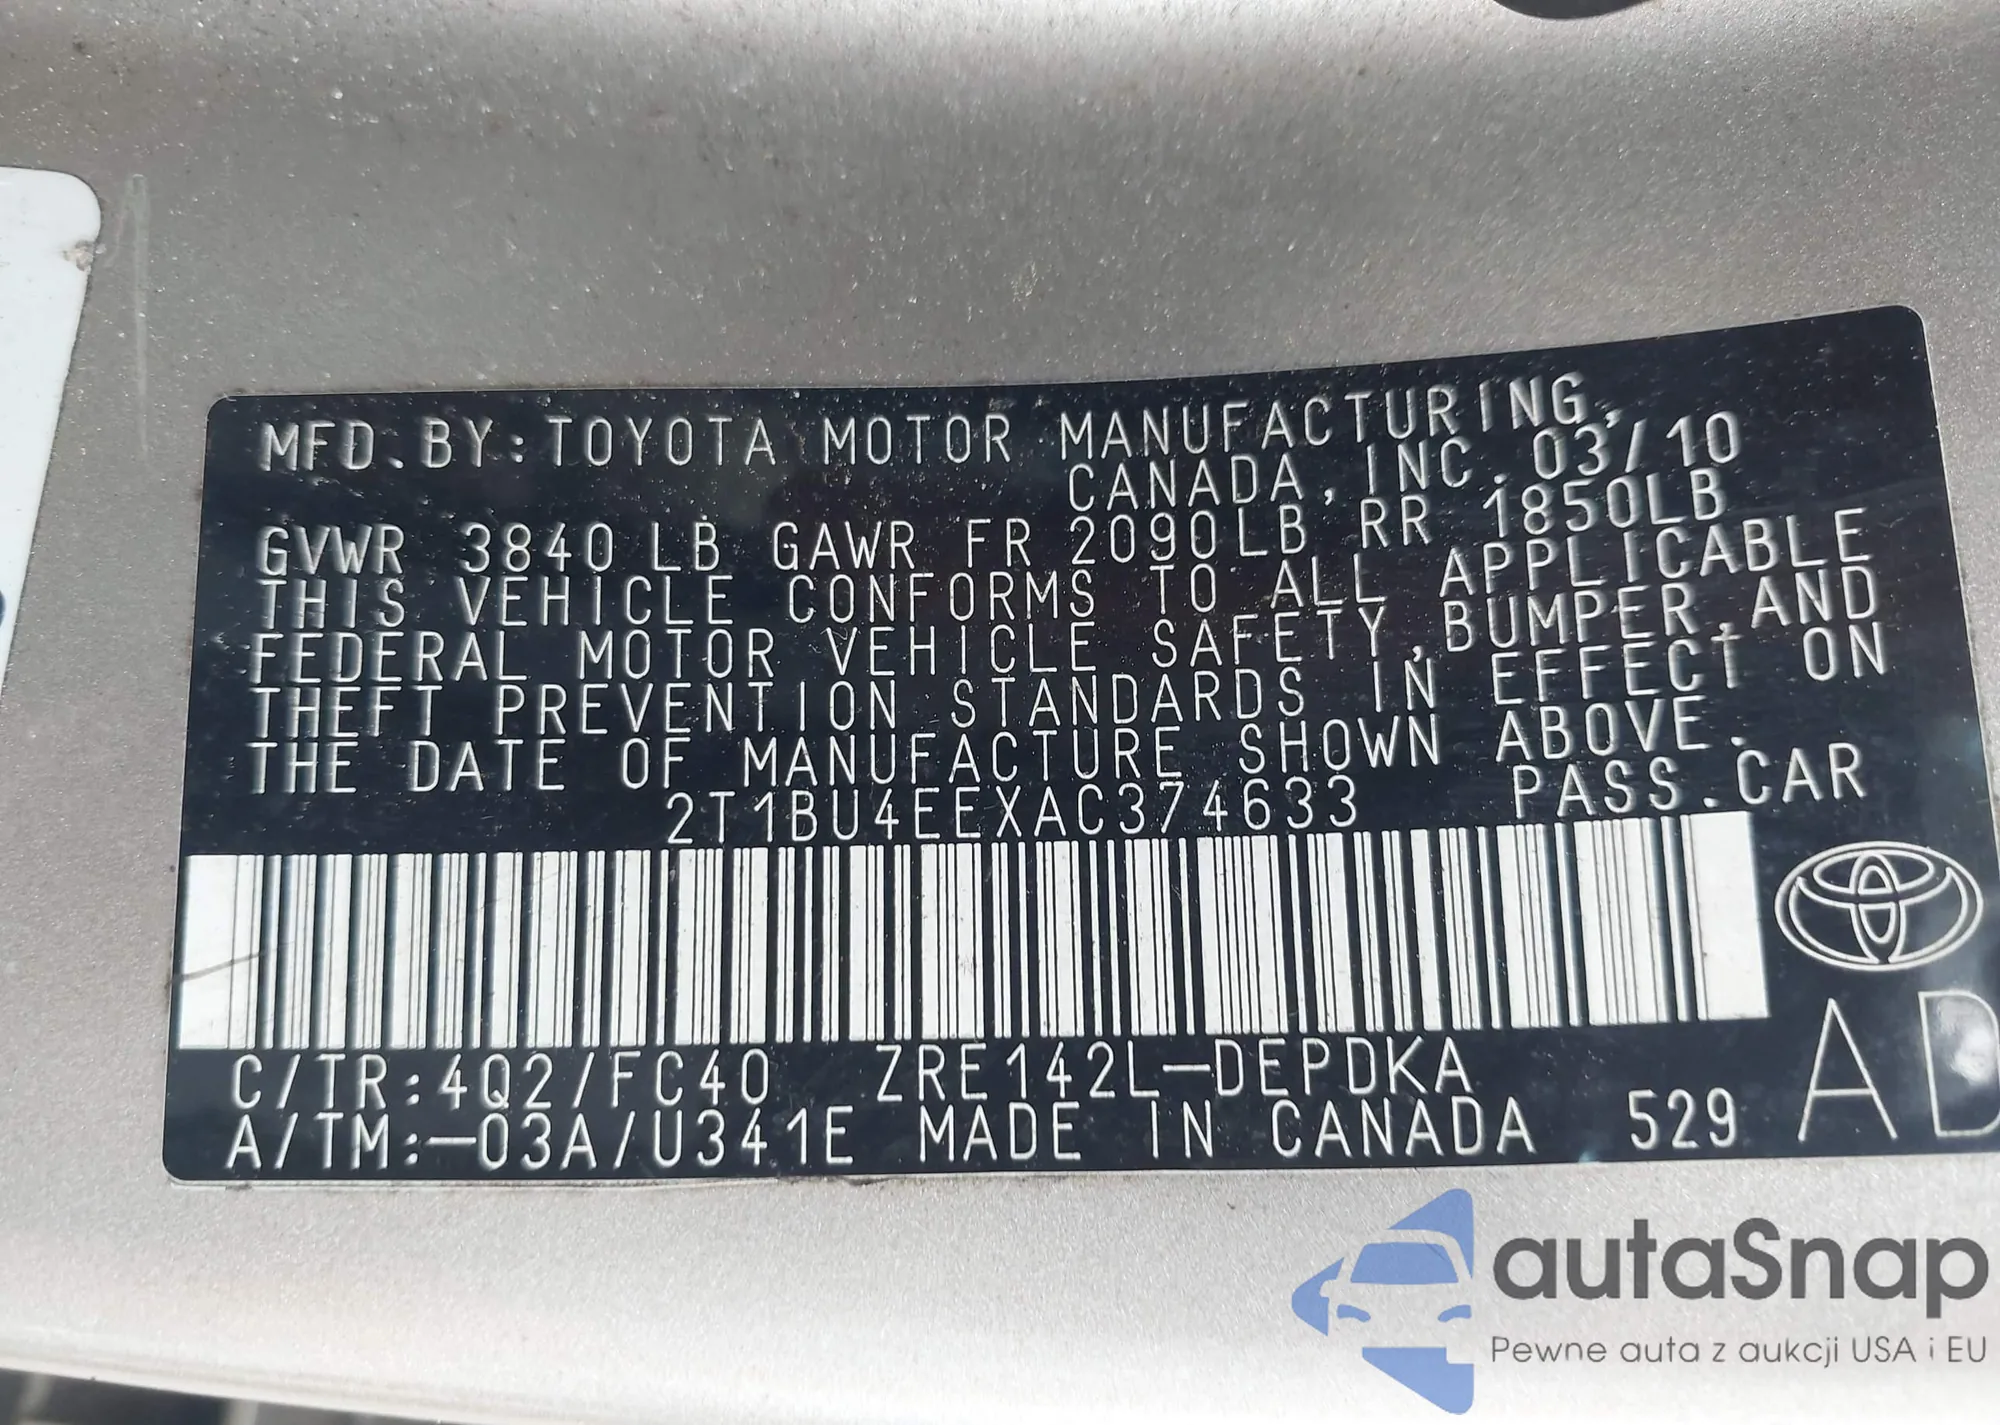 MFD. BY: TOYOTA MOTOR MANUFACTURING,
CANADA, INC. 03/10
GVWR 3840 LB GAWR FR 2090LB RR 1850LB
THIS VEHICLE CONFORMS TO ALL APPLICABLE
FEDERAL MOTOR VEHICLE SAFETY, BUMPER, AND
THEFT PREVENTION STANDARDS IN EFFECT ON
THE DATE OF MANUFACTURE SHOWN ABOVE.
2T1BU4EEXAC374633 PASS. CAR
C/TR: 4Q2/FC40 ZRE142L-DEPDKA
A/TM:-03A/U341E MADE IN CANADA 529
AD
autaSnap
Pewne auta z aukcji USA i EU